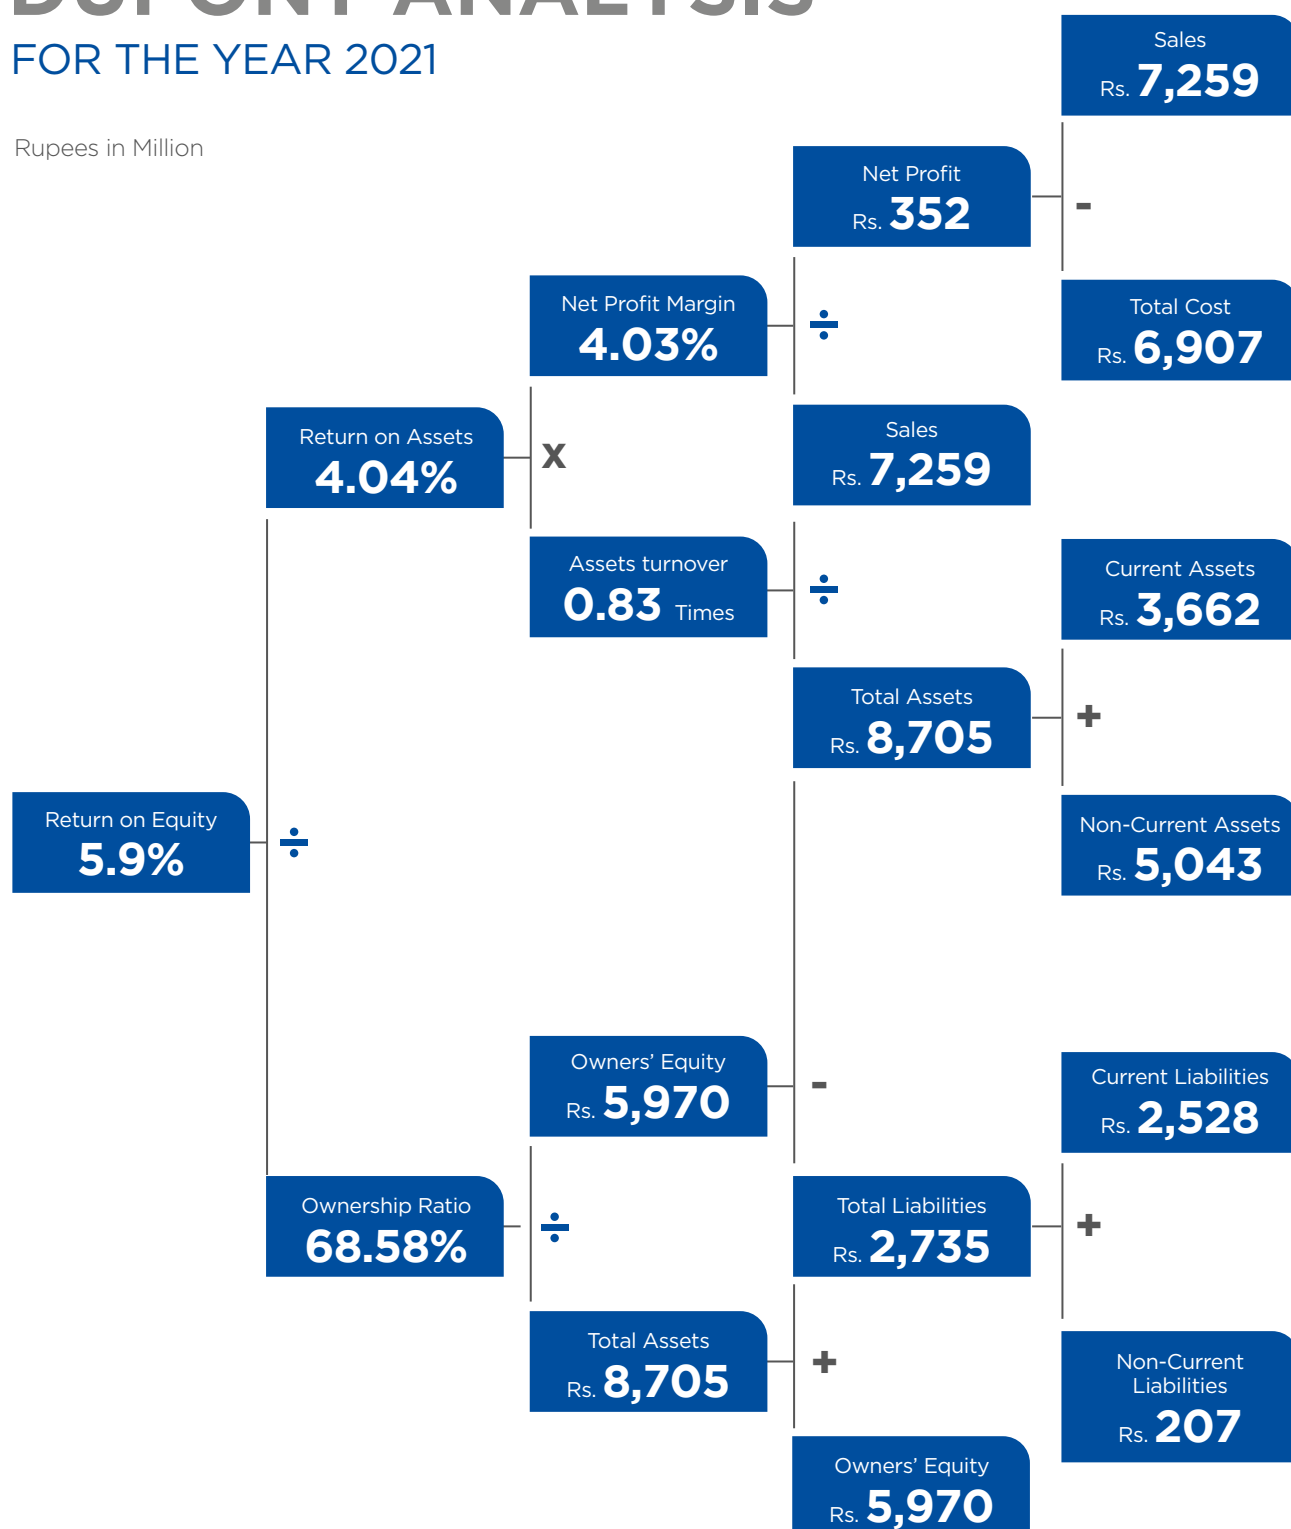 DUPONT ANALYSIS
FOR THE YEAR 2021
Rupees in Million
Sales
Rs. 7,259
-
Total Cost
Rs. 6,907
Net Profit
Rs. 352
÷
Sales
Rs. 7,259
Net Profit Margin
4.03%
x
Assets turnover
0.83 Times
÷
Total Assets
Rs. 8,705
Current Assets
Rs. 3,662
+
Non-Current Assets
Rs. 5,043
Return on Assets
4.04%
Return on Equity
5.9%
÷
Ownership Ratio
68.58%
Owners’ Equity
Rs. 5,970
-
÷
Total Assets
Rs. 8,705
Total Liabilities
Rs. 2,735
+
Owners’ Equity
Rs. 5,970
Current Liabilities
Rs. 2,528
+
Non-Current
Liabilities
Rs. 207